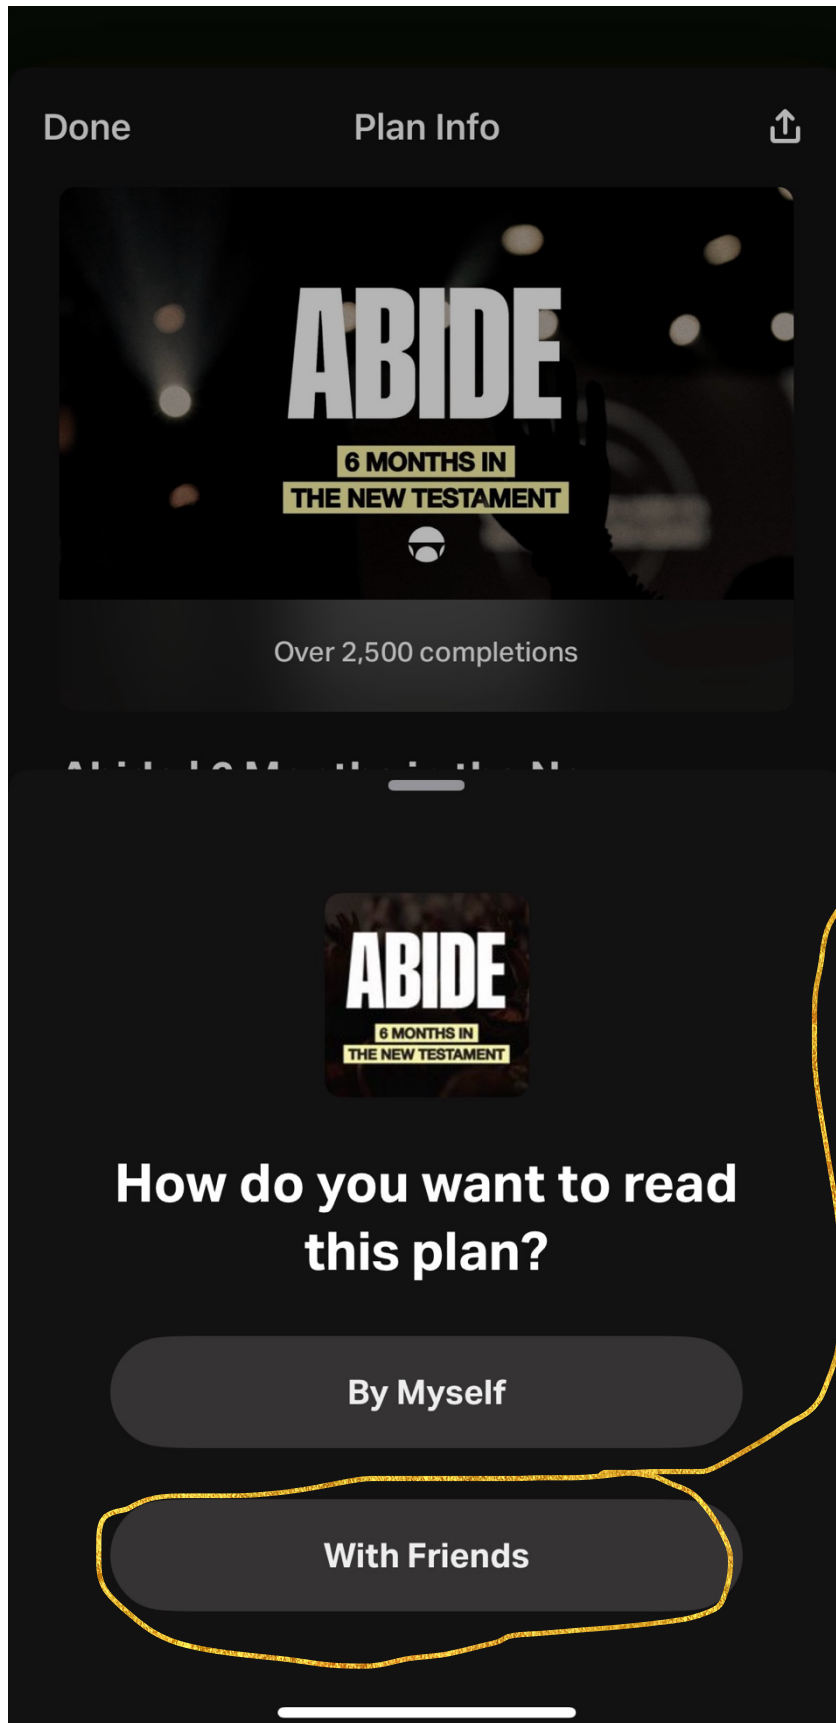 Done
Plan Info
ABIDE
6 MONTHS IN
THE NEW TESTAMENT
Over 2,500 completions
ABIDE
6 MONTHS IN
THE NEW TESTAMENT
How do you want to read
this plan?
By Myself
With Friends